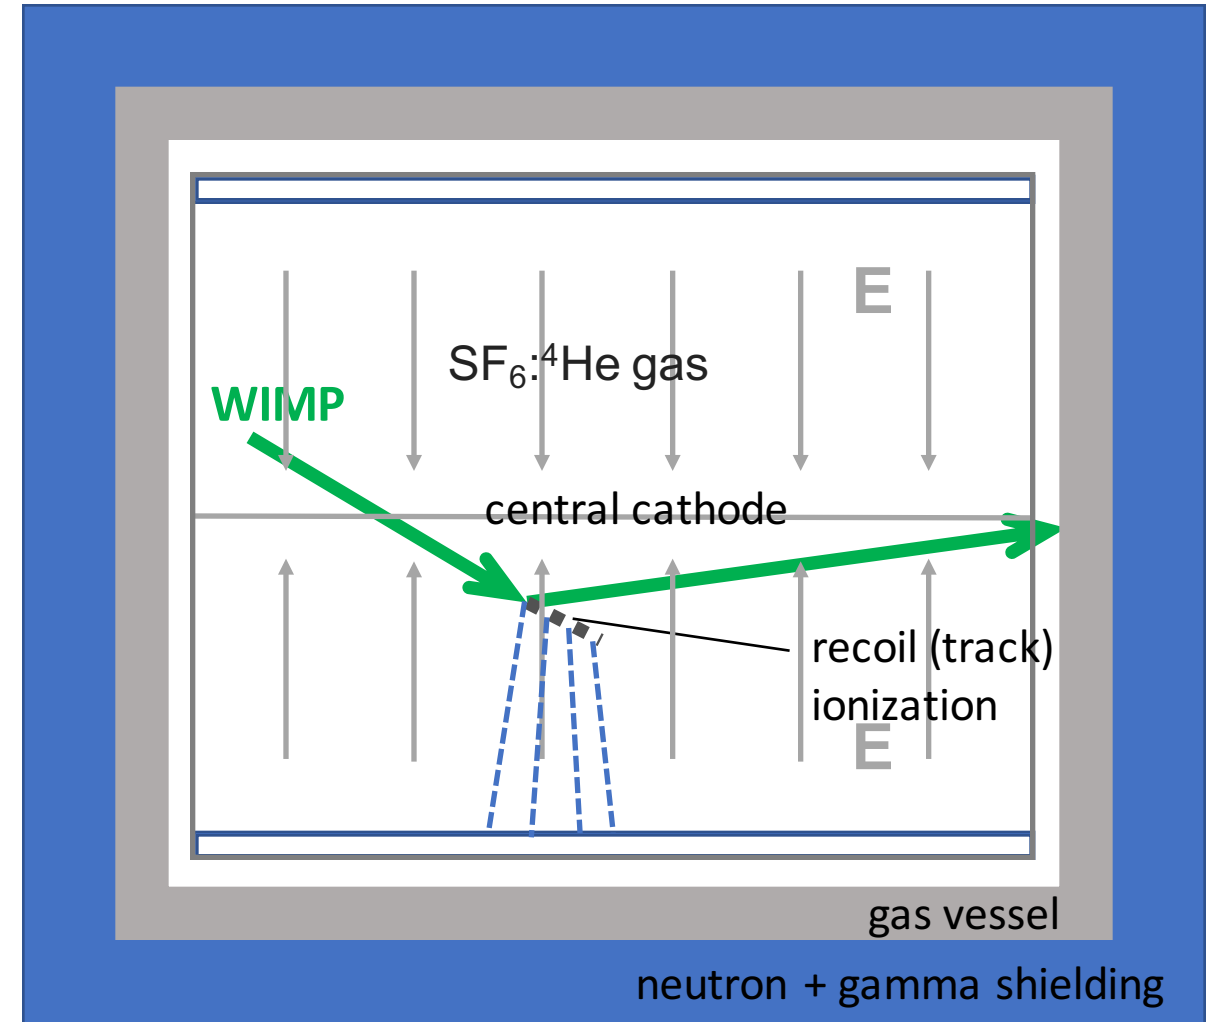 E
SF₆:⁴He gas
WIMP
central cathode
recoil (track)
ionization
E
gas vessel
neutron + gamma shielding